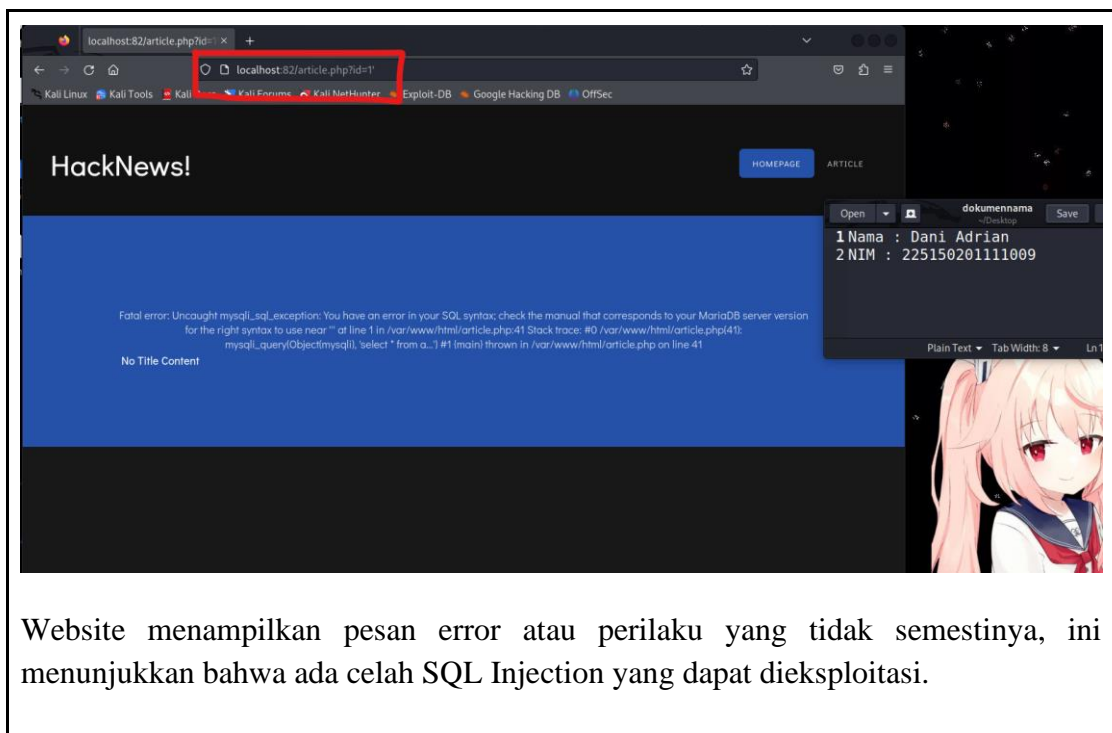 localhost:82/article.php?id=1
localhost:82/article.php?id=1'
Kali Linux Kali Tools Kali Kali Forums Kali NetHunter Exploit-DB Google Hacking DB OffSec
HackNews!
HOMEPAGE ARTICLE
Open dokumennama Save
~/Desktop
1 Nama : Dani Adrian
2 NIM : 225150201111009
Fatal error: Uncaught mysqli_sql_exception: You have an error in your SQL syntax; check the manual that corresponds to your MariaDB server version
for the right syntax to use near ''' at line 1 in /var/www/html/article.php:41 Stack trace: #0 /var/www/html/article.php(41):
mysqli_query(Object(mysqli), 'select * from a...') #1 {main} thrown in /var/www/html/article.php on line 41
No Title Content
Plain Text Tab Width: 8 Ln 1
Website menampilkan pesan error atau perilaku yang tidak semestinya, ini
menunjukkan bahwa ada celah SQL Injection yang dapat dieksploitasi.